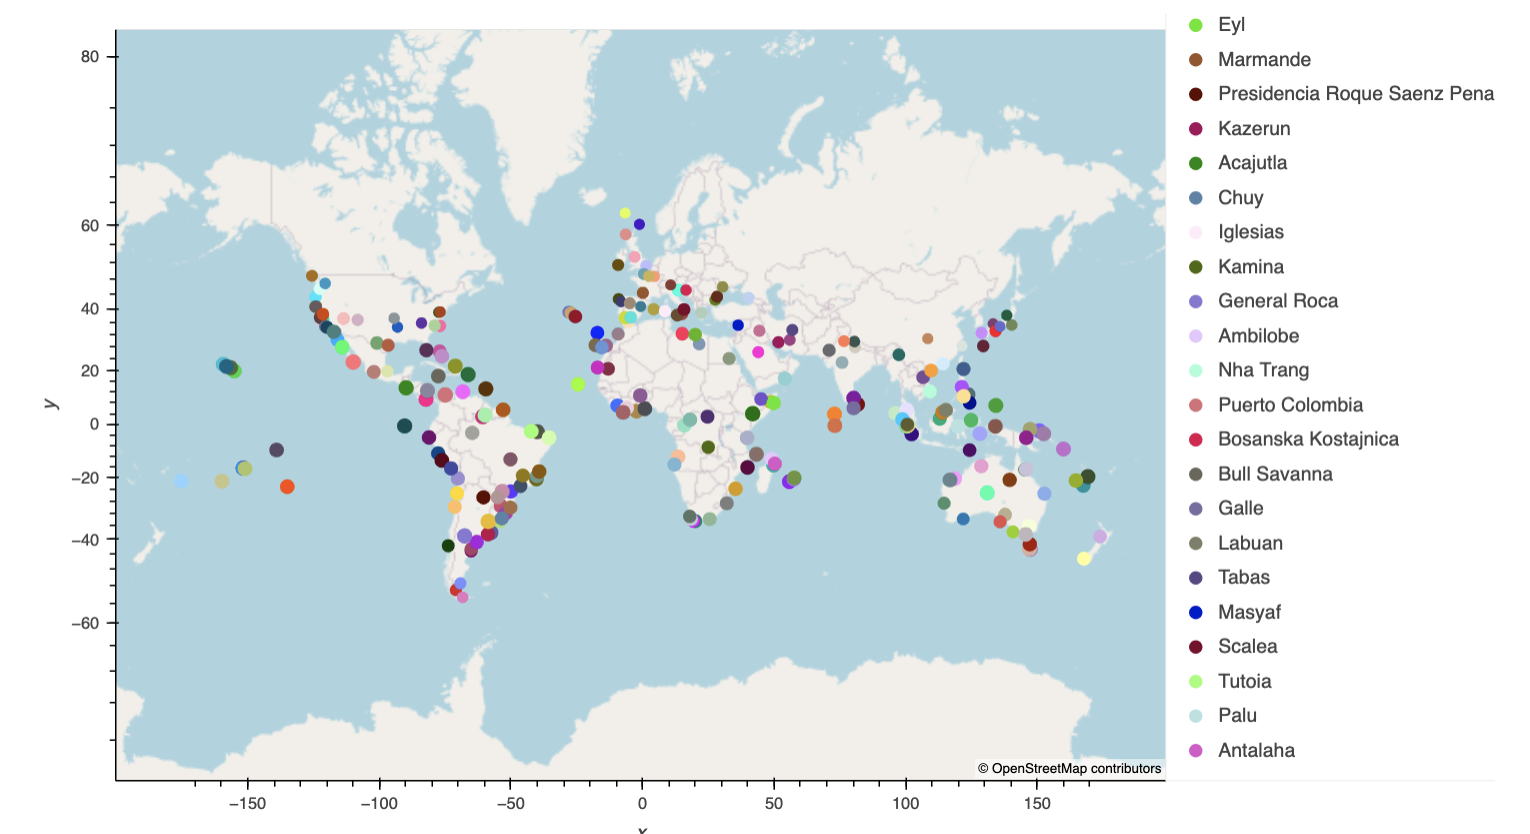 80
60
40
20
0
−20
−40
−60
y
−150
−100
−50
0
50
100
150
x
© OpenStreetMap contributors
Eyl
Marmande
Presidencia Roque Saenz Pena
Kazerun
Acajutla
Chuy
Iglesias
Kamina
General Roca
Ambilobe
Nha Trang
Puerto Colombia
Bosanska Kostajnica
Bull Savanna
Galle
Labuan
Tabas
Masyaf
Scalea
Tutoia
Palu
Antalaha